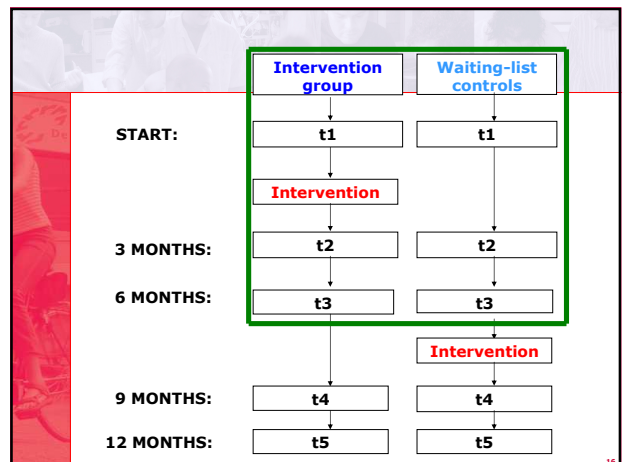 Intervention group
Waiting-list controls
START:
t1
t1
Intervention
3 MONTHS:
t2
t2
6 MONTHS:
t3
t3
Intervention
9 MONTHS:
t4
t4
12 MONTHS:
t5
t5
16